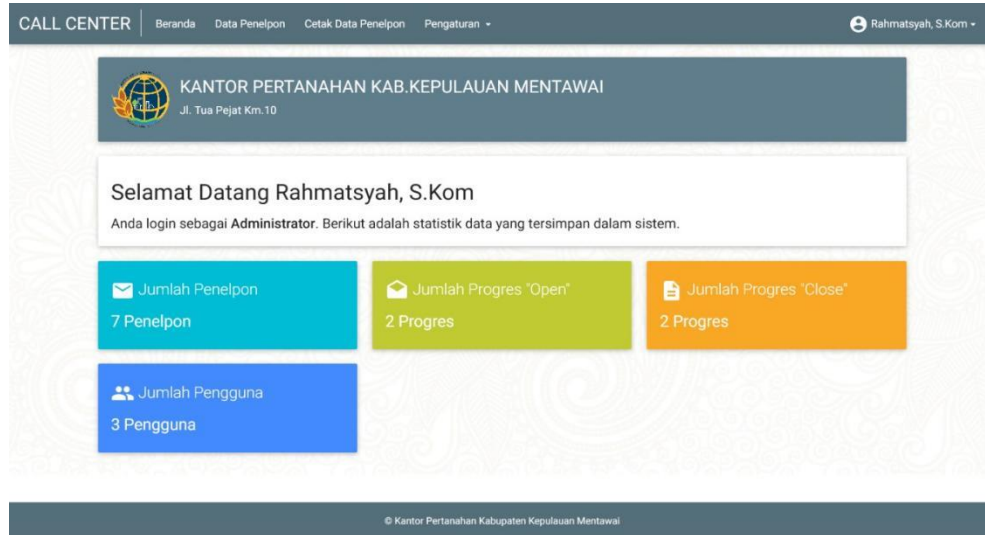 CALL CENTER Beranda Data Penelpon Cetak Data Penelpon Pengaturan Rahmatsyah, S.Kom
KANTOR PERTANAHAN KAB.KEPULAUAN MENTAWAI
Jl. Tua Pejat Km.10
Selamat Datang Rahmatsyah, S.Kom
Anda login sebagai Administrator. Berikut adalah statistik data yang tersimpan dalam sistem.
Jumlah Penelpon
7 Penelpon
Jumlah Progres "Open"
2 Progres
Jumlah Progres "Close"
2 Progres
Jumlah Pengguna
3 Pengguna
© Kantor Pertanahan Kabupaten Kepulauan Mentawai